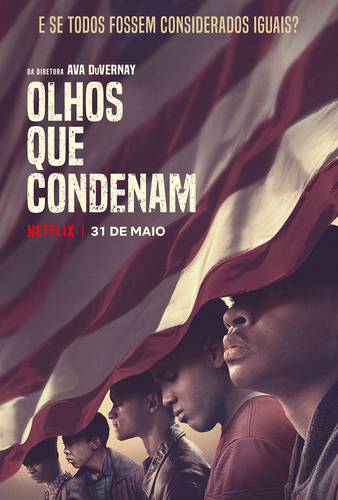 E SE TODOS FOSSEM CONSIDERADOS IGUAIS?
DA DIRETORA AVA DuVERNAY
OLHOS
QUE
CONDENAM
NETFLIX | 31 DE MAIO